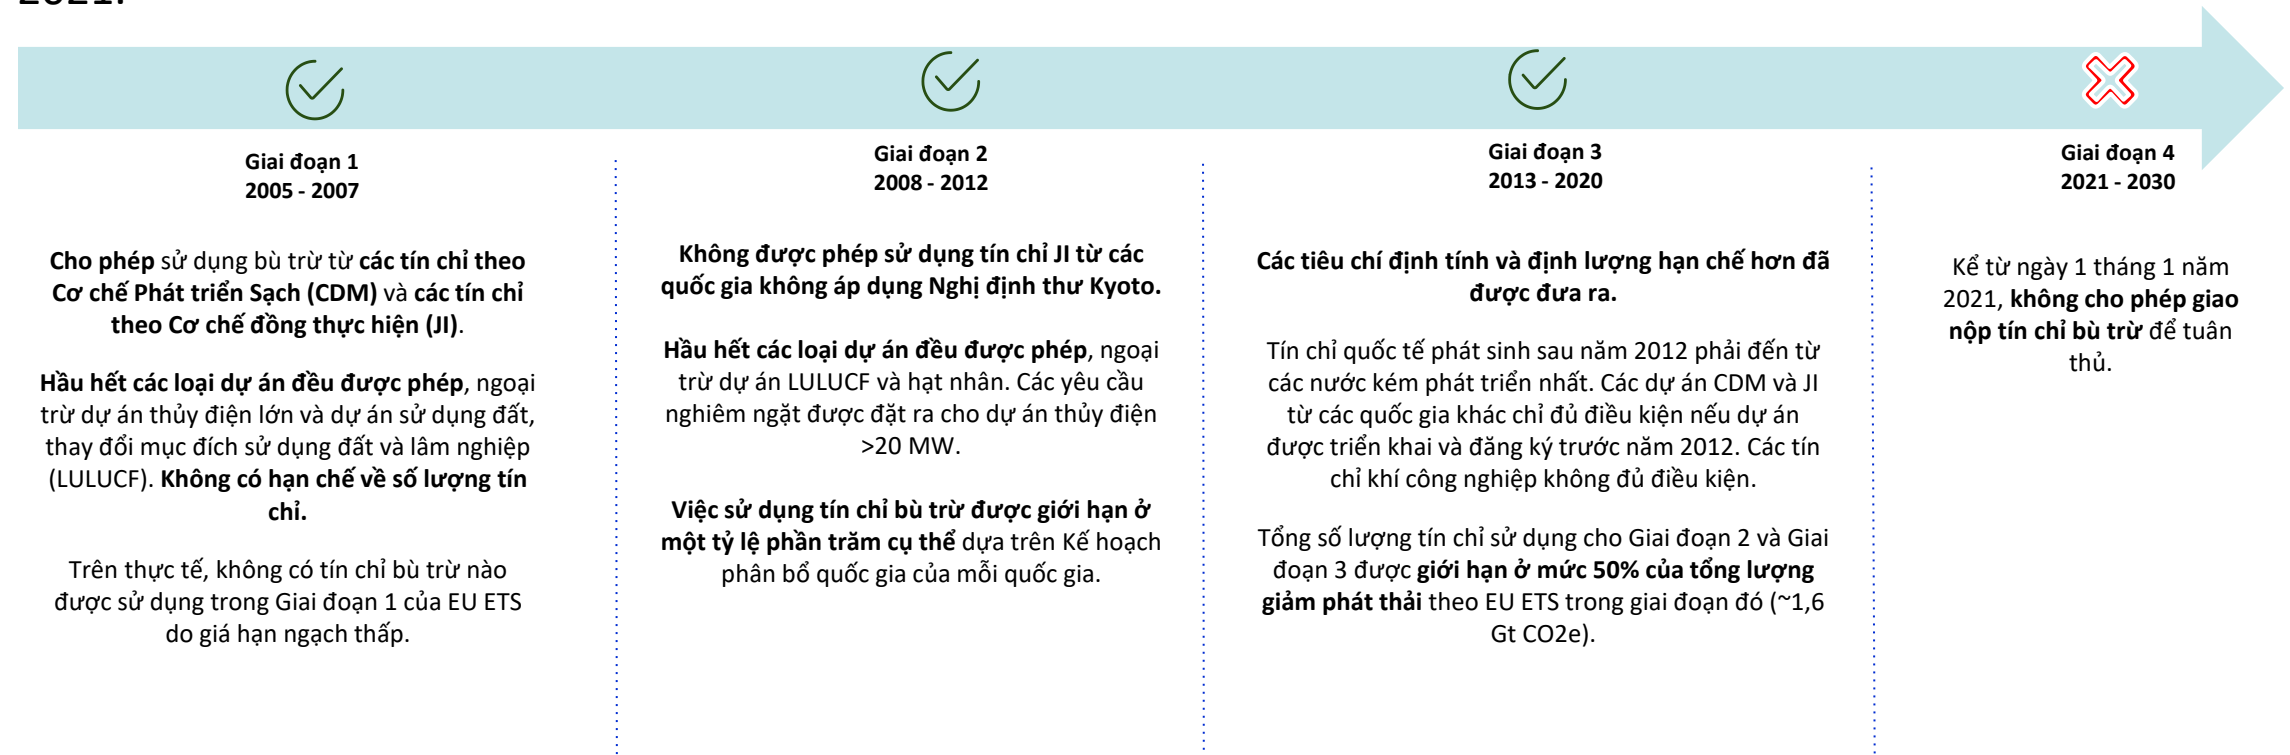 2021.
Giai đoạn 1
2005 - 2007
Cho phép sử dụng bù trừ từ các tín chỉ theo
Cơ chế Phát triển Sạch (CDM) và các tín chỉ
theo Cơ chế đồng thực hiện (JI).
Hầu hết các loại dự án đều được phép, ngoại
trừ dự án thủy điện lớn và dự án sử dụng đất,
thay đổi mục đích sử dụng đất và lâm nghiệp
(LULUCF). Không có hạn chế về số lượng tín
chỉ.
Trên thực tế, không có tín chỉ bù trừ nào
được sử dụng trong Giai đoạn 1 của EU ETS
do giá hạn ngạch thấp.
Giai đoạn 2
2008 - 2012
Không được phép sử dụng tín chỉ JI từ các
quốc gia không áp dụng Nghị định thư Kyoto.
Hầu hết các loại dự án đều được phép, ngoại
trừ dự án LULUCF và hạt nhân. Các yêu cầu
nghiêm ngặt được đặt ra cho dự án thủy điện
>20 MW.
Việc sử dụng tín chỉ bù trừ được giới hạn ở
một tỷ lệ phần trăm cụ thể dựa trên Kế hoạch
phân bổ quốc gia của mỗi quốc gia.
Giai đoạn 3
2013 - 2020
Các tiêu chí định tính và định lượng hạn chế hơn đã
được đưa ra.
Tín chỉ quốc tế phát sinh sau năm 2012 phải đến từ
các nước kém phát triển nhất. Các dự án CDM và JI
từ các quốc gia khác chỉ đủ điều kiện nếu dự án
được triển khai và đăng ký trước năm 2012. Các tín
chỉ khí công nghiệp không đủ điều kiện.
Tổng số lượng tín chỉ sử dụng cho Giai đoạn 2 và Giai
đoạn 3 được giới hạn ở mức 50% của tổng lượng
giảm phát thải theo EU ETS trong giai đoạn đó (~1,6
Gt CO2e).
Giai đoạn 4
2021 - 2030
Kể từ ngày 1 tháng 1 năm
2021, không cho phép giao
nộp tín chỉ bù trừ để tuân
thủ.